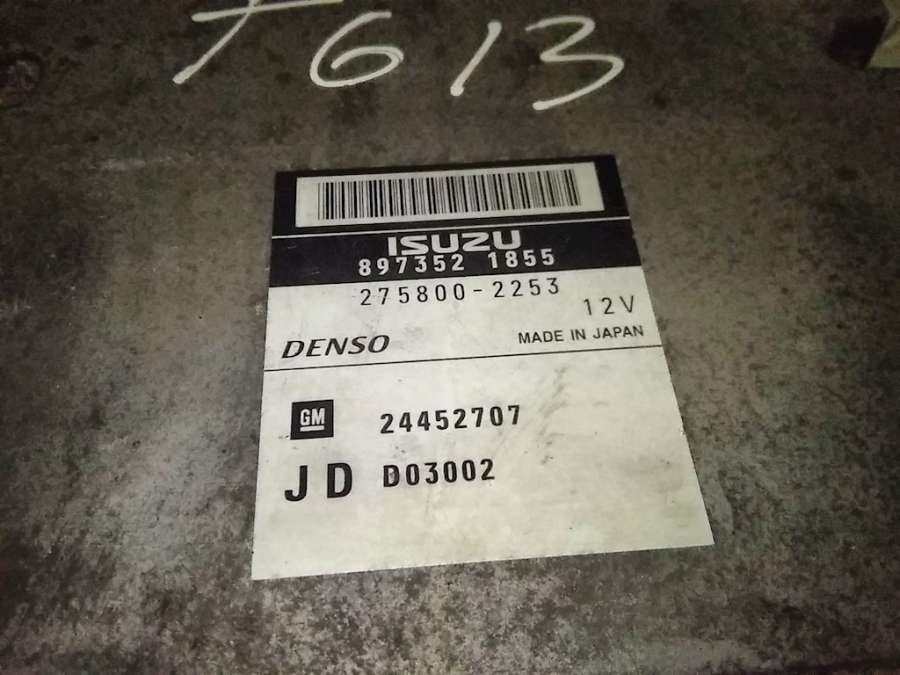 F613
ISUZU
897352 1855
275800-2253
12V
DENSO
MADE IN JAPAN
GM
24452707
JD
D03002